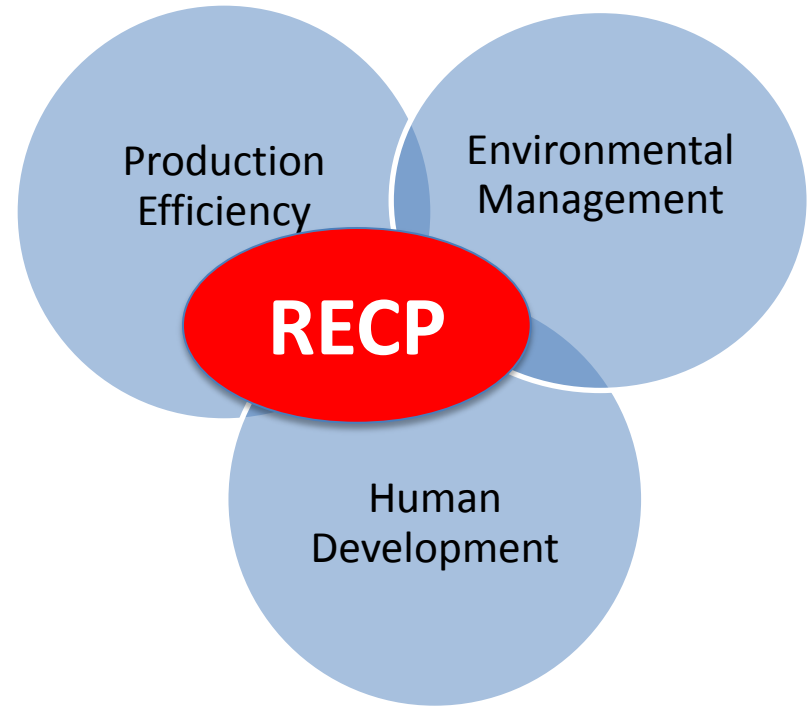 Production
Efficiency
Environmental
Management
RECP
Human
Development